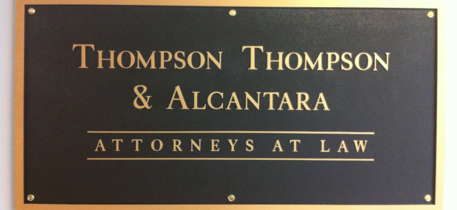 THOMPSON THOMPSON
& ALCANTARA
ATTORNEYS AT LAW